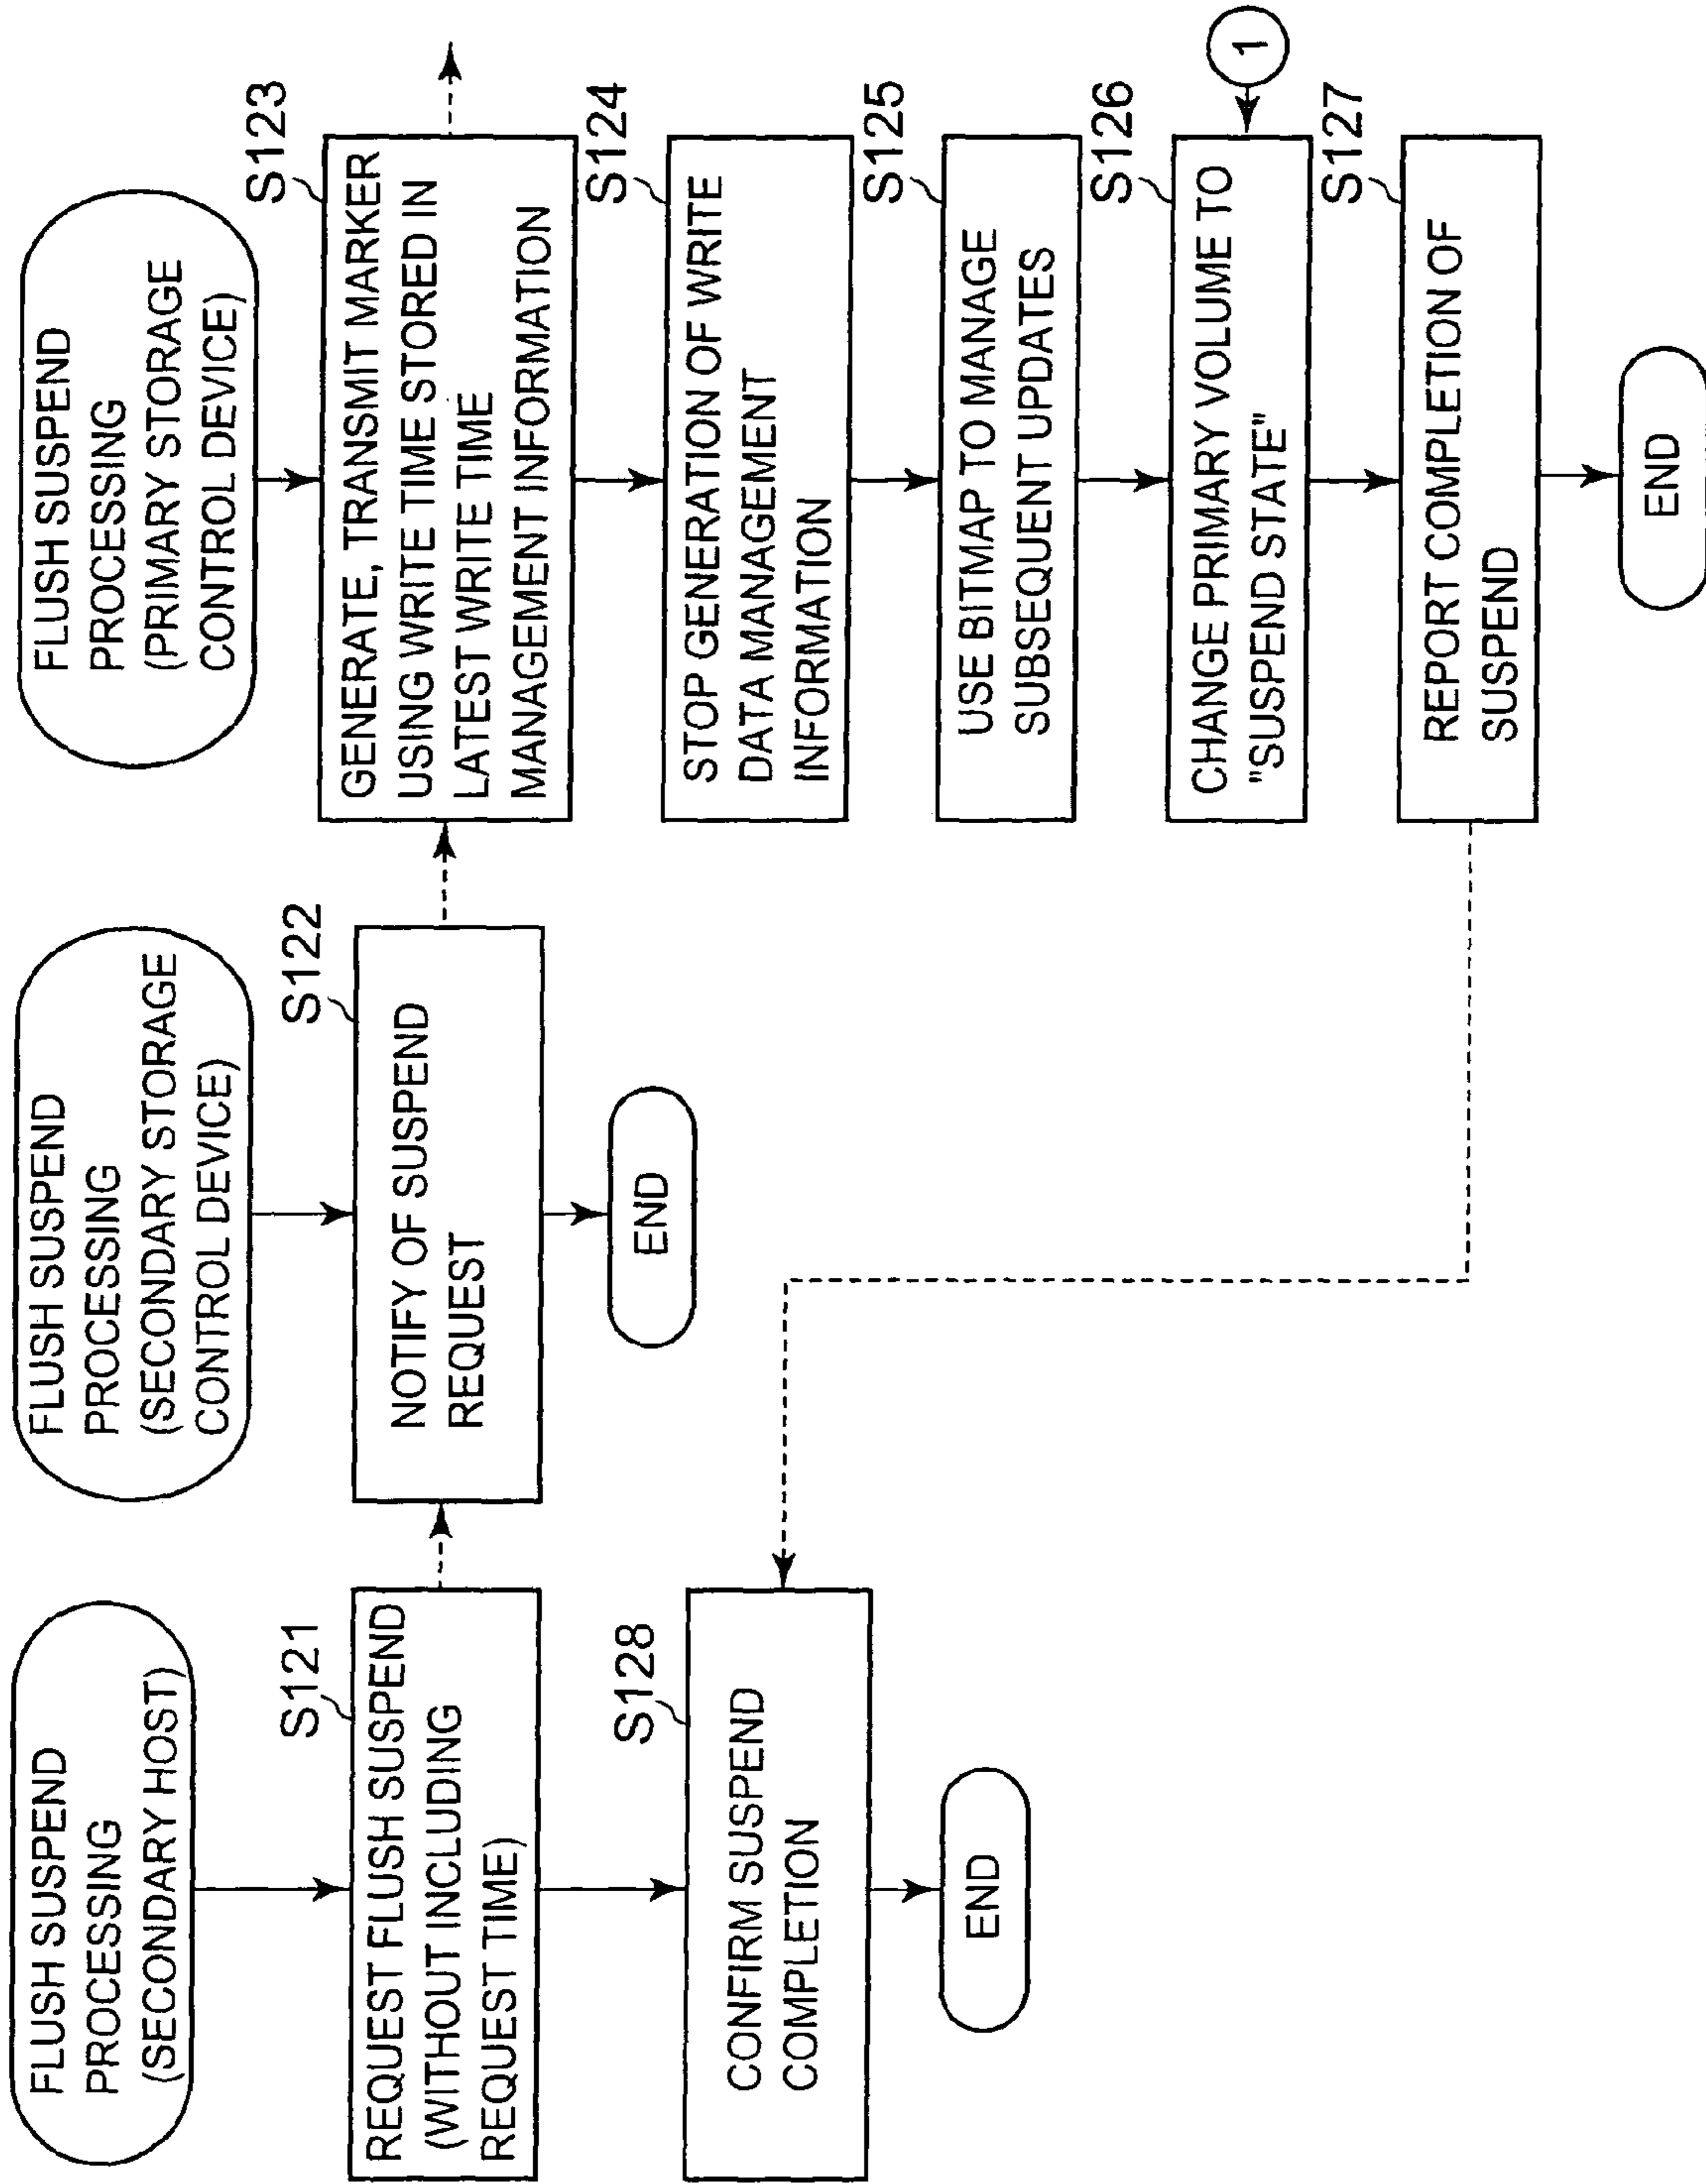 FLUSH SUSPEND
PROCESSING
(SECONDARY HOST)
S121
REQUEST FLUSH SUSPEND
(WITHOUT INCLUDING
REQUEST TIME)
S128
CONFIRM SUSPEND
COMPLETION
END
FLUSH SUSPEND
PROCESSING
(SECONDARY STORAGE
CONTROL DEVICE)
S122
NOTIFY OF SUSPEND
REQUEST
END
FLUSH SUSPEND
PROCESSING
(PRIMARY STORAGE
CONTROL DEVICE)
S123
GENERATE, TRANSMIT MARKER
USING WRITE TIME STORED IN
LATEST WRITE TIME
MANAGEMENT INFORMATION
S124
STOP GENERATION OF WRITE
DATA MANAGEMENT
INFORMATION
S125
USE BITMAP TO MANAGE
SUBSEQUENT UPDATES
1
S126
CHANGE PRIMARY VOLUME TO
"SUSPEND STATE"
S127
REPORT COMPLETION OF
SUSPEND
END